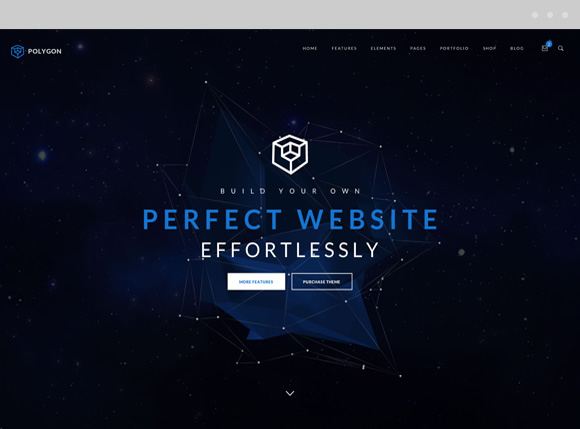 POLYGON
HOME FEATURES ELEMENTS PAGES PORTFOLIO SHOP BLOG
BUILD YOUR OWN
PERFECT WEBSITE
EFFORTLESSLY
MORE FEATURES PURCHASE THEME